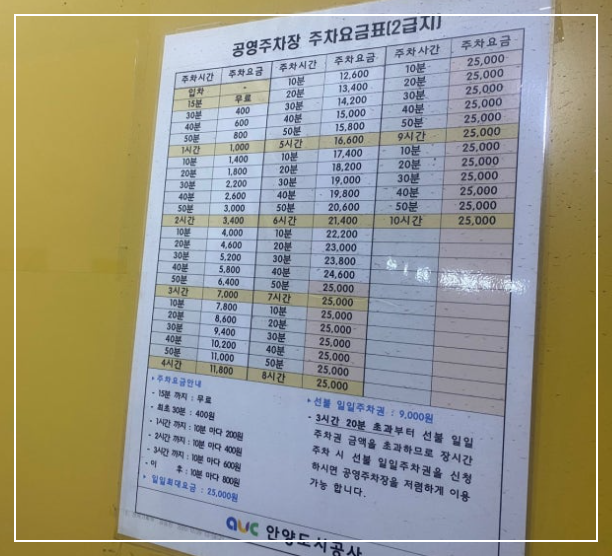 공영주차장 주차요금표(2급지)
주차시간 주차요금 주차시간 주차요금 주차시간 주차요금
입차 - 10분 12,600 10분 25,000
15분 무료 20분 13,400 20분 25,000
30분 400 30분 14,200 30분 25,000
40분 600 40분 15,000 40분 25,000
50분 800 50분 15,800 50분 25,000
1시간 1,000 5시간 16,600 9시간 25,000
10분 1,400 10분 17,400 10분 25,000
20분 1,800 20분 18,200 20분 25,000
30분 2,200 30분 19,000 30분 25,000
40분 2,600 40분 19,800 40분 25,000
50분 3,000 50분 20,600 50분 25,000
2시간 3,400 6시간 21,400 10시간 25,000
10분 4,000 10분 22,200
20분 4,600 20분 23,000
30분 5,200 30분 23,800
40분 5,800 40분 24,600
50분 6,400 50분 25,000
3시간 7,000 7시간 25,000
10분 7,800 10분 25,000
20분 8,600 20분 25,000
30분 9,400 30분 25,000
40분 10,200 40분 25,000
50분 11,000 50분 25,000
4시간 11,800 8시간 25,000
▸주차요금안내
- 15분 까지 : 무료
- 최초 30분 : 400원
- 1시간 까지 : 10분 마다 200원
- 2시간 까지 : 10분 마다 400원
- 3시간 까지 : 10분 마다 600원
- 이 후 : 10분 마다 800원
- 일일최대요금 : 25,000원
▸선불 일일주차권 : 9,000원
- 3시간 20분 초과부터 선불 일일
주차권 금액을 초과하므로 장시간
주차 시 선불 일일주차권을 신청
하시면 공영주차장을 저렴하게 이용
가능 합니다.
auc 안양도시공사